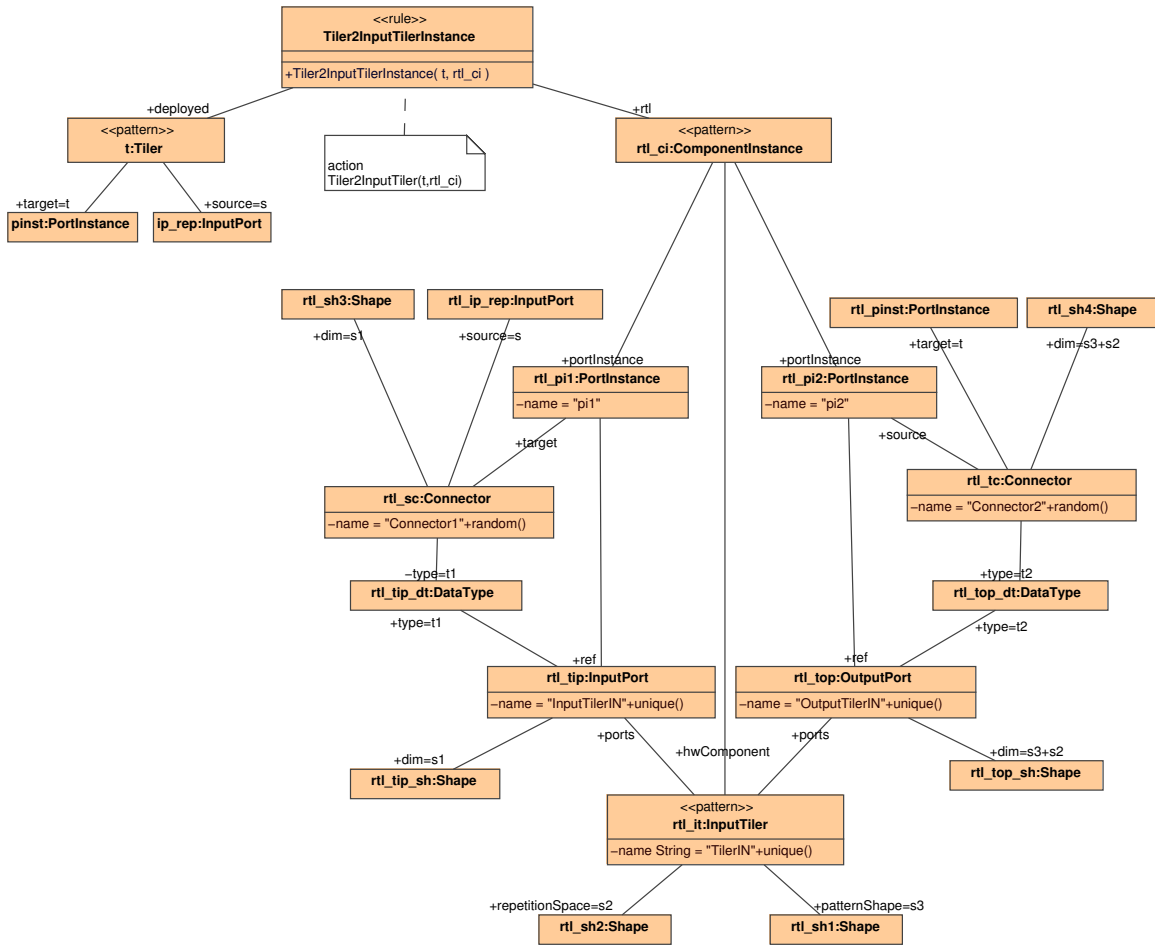 <<rule>>
Tiler2InputTilerInstance
+Tiler2InputTilerInstance( t, rtl_ci )
+deployed
+rtl
<<pattern>>
t:Tiler
action
Tiler2InputTiler(t,rtl_ci)
<<pattern>>
rtl_ci:ComponentInstance
+target=t
+source=s
pinst:PortInstance
ip_rep:InputPort
rtl_sh3:Shape
rtl_ip_rep:InputPort
rtl_pinst:PortInstance
rtl_sh4:Shape
+dim=s1
+source=s
+target=t
+dim=s3+s2
+portInstance
+portInstance
rtl_pi1:PortInstance
−name = "pi1"
rtl_pi2:PortInstance
−name = "pi2"
+target
+source
rtl_sc:Connector
−name = "Connector1"+random()
rtl_tc:Connector
−name = "Connector2"+random()
−type=t1
+type=t2
rtl_tip_dt:DataType
rtl_top_dt:DataType
+type=t1
+type=t2
+ref
+ref
rtl_tip:InputPort
−name = "InputTilerIN"+unique()
rtl_top:OutputPort
−name = "OutputTilerIN"+unique()
+ports
+hwComponent
+ports
+dim=s1
+dim=s3+s2
rtl_tip_sh:Shape
rtl_top_sh:Shape
<<pattern>>
rtl_it:InputTiler
−name String = "TilerIN"+unique()
+repetitionSpace=s2
+patternShape=s3
rtl_sh2:Shape
rtl_sh1:Shape